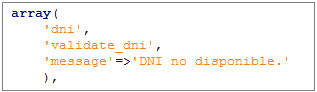 array(
'dni',
'validate_dni',
'message'=>'DNI no disponible.'
),